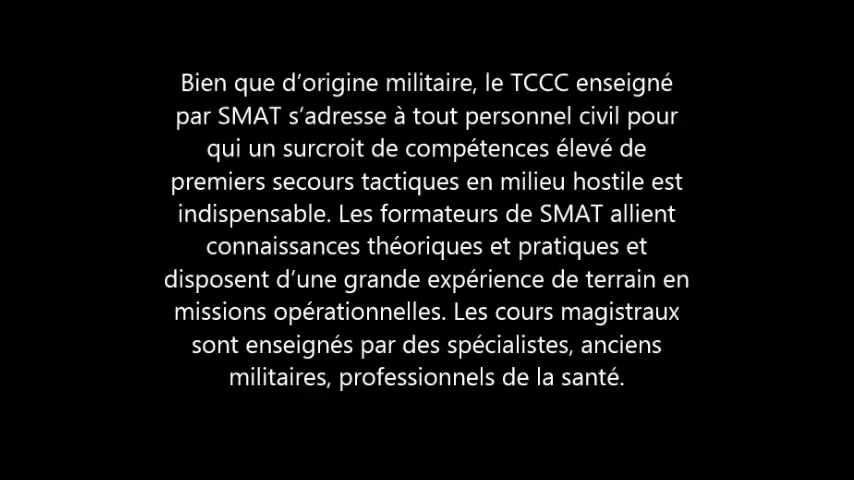 Bien que d’origine militaire, le TCCC enseigné
par SMAT s’adresse à tout personnel civil pour
qui un surcroit de compétences élevé de
premiers secours tactiques en milieu hostile est
indispensable. Les formateurs de SMAT allient
connaissances théoriques et pratiques et
disposent d’une grande expérience de terrain en
missions opérationnelles. Les cours magistraux
sont enseignés par des spécialistes, anciens
militaires, professionnels de la santé.